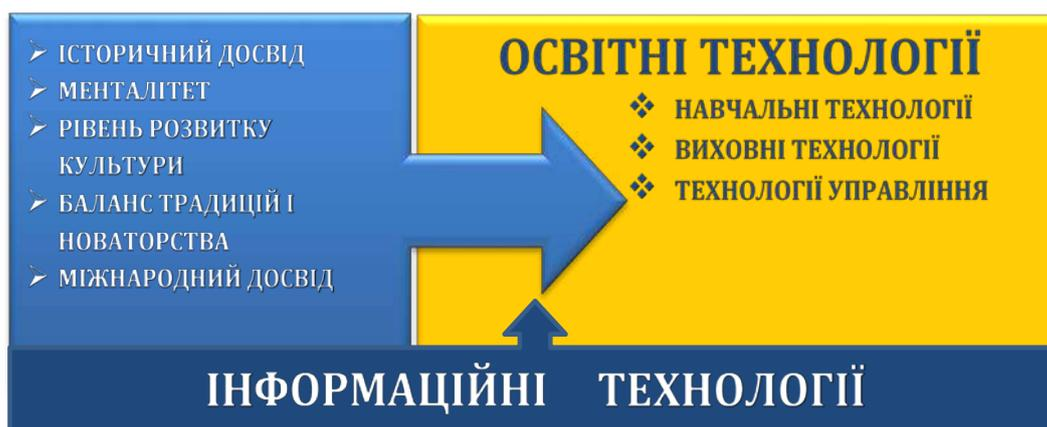 ІСТОРИЧНИЙ ДОСВІД
МЕНТАЛІТЕТ
РІВЕНЬ РОЗВИТКУ
КУЛЬТУРИ
БАЛАНС ТРАДИЦІЙ І
НОВАТОРСТВА
МІЖНАРОДНИЙ ДОСВІД
ОСВІТНІ ТЕХНОЛОГІЇ
НАВЧАЛЬНІ ТЕХНОЛОГІЇ
ВИХОВНІ ТЕХНОЛОГІЇ
ТЕХНОЛОГІЇ УПРАВЛІННЯ
ІНФОРМАЦІЙНІ ТЕХНОЛОГІЇ